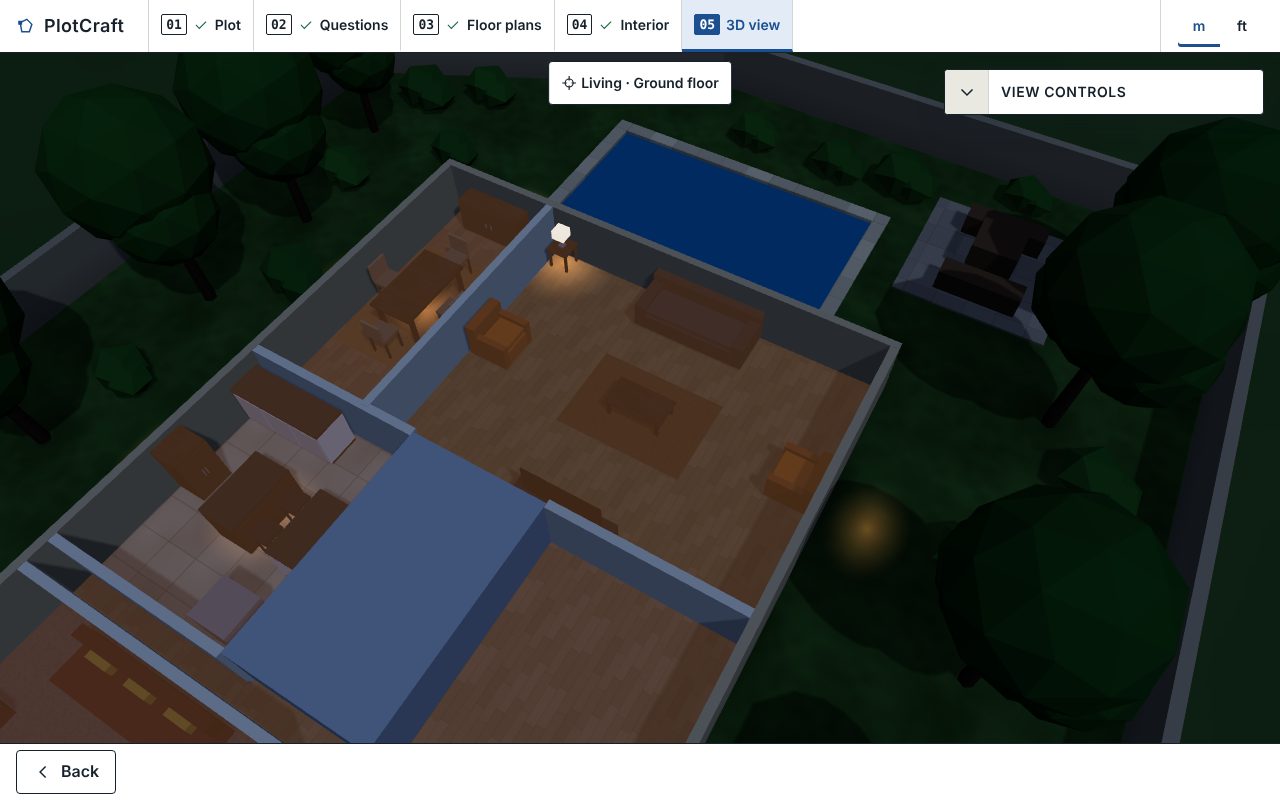 PlotCraft
01 Plot
02 Questions
03 Floor plans
04 Interior
05 3D view
m
ft
Living · Ground floor
VIEW CONTROLS
Back